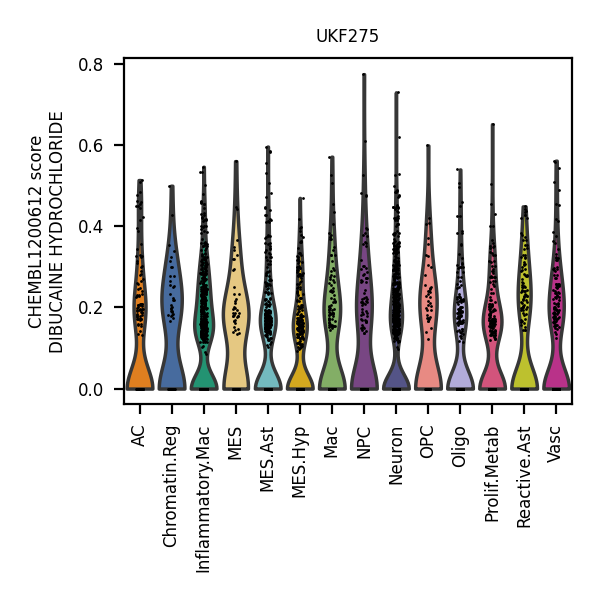 UKF275
CHEMBL1200612 score
DIBUCAINE HYDROCHLORIDE
0.8
0.6
0.4
0.2
0.0
AC
Chromatin.Reg
Inflammatory.Mac
MES
MES.Ast
MES.Hyp
Mac
NPC
Neuron
OPC
Oligo
Prolif.Metab
Reactive.Ast
Vasc